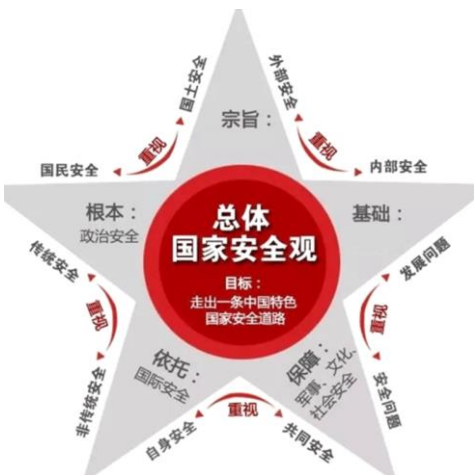 国土安全
重视
国民安全
外部安全
重视
内部安全
宗旨：
根本：
政治安全
基础：
总体
国家安全观
目标：
走出一条中国特色
国家安全道路
传统安全
重视
非传统安全
发展问题
重视
安全问题
依托：
国际安全
保障：
军事、文化、
社会安全
自身安全
重视
共同安全